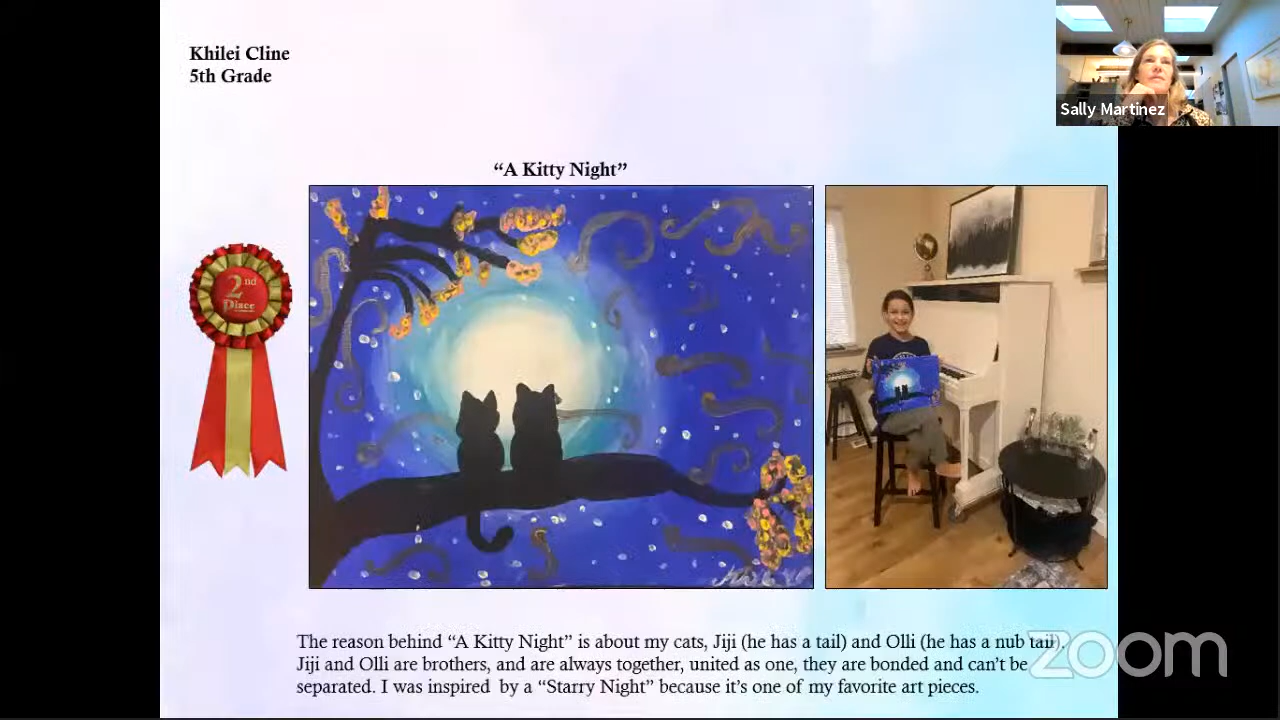 Khilei Cline
5th Grade
Sally Martinez
“A Kitty Night”
2nd
Place
The reason behind “A Kitty Night” is about my cats, Jiji (he has a tail) and Olli (he has a nub tail).
Jiji and Olli are brothers, and are always together, united as one, they are bonded and can’t be
separated. I was inspired by a “Starry Night” because it’s one of my favorite art pieces.
zoom